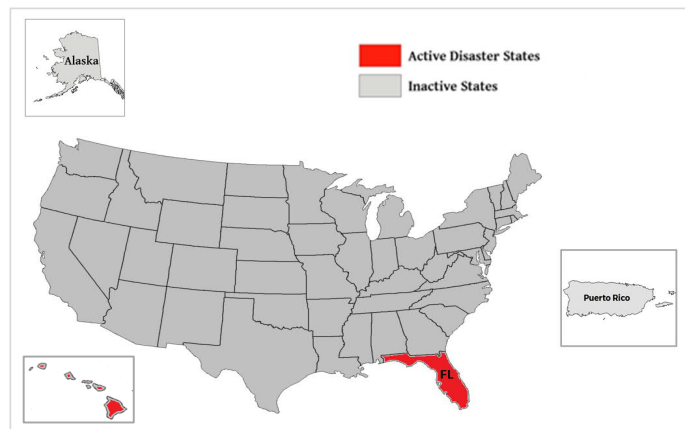 Alaska
Active Disaster States
Inactive States
Puerto Rico
FL